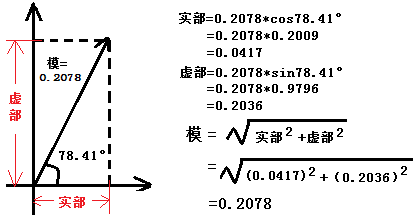 模=
0.2078
虚部
78.41°
实部
实部=0.2078*cos78.41°
=0.2078*0.2009
=0.0417
虚部=0.2078*sin78.41°
=0.2078*0.9796
=0.2036
模 = √实部²+虚部²
=√(0.0417)²+(0.2036)²
=0.2078